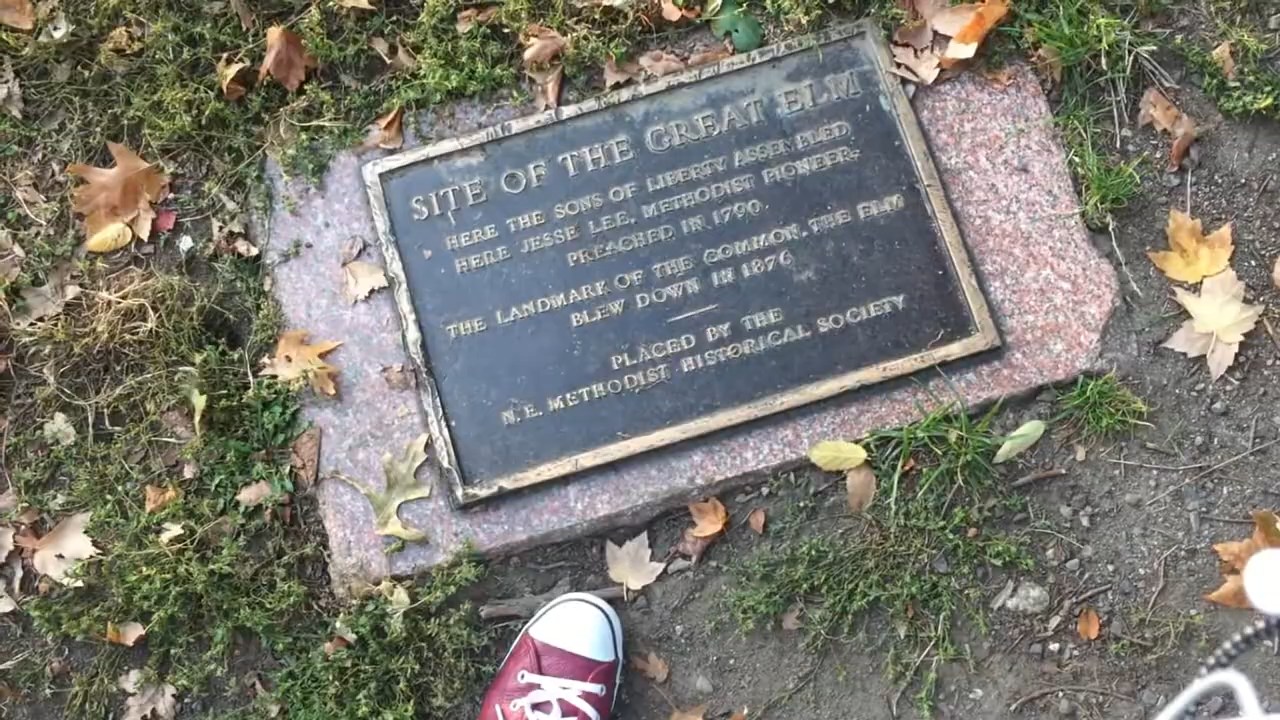 SITE OF THE GREAT ELM
HERE THE SONS OF LIBERTY ASSEMBLED
HERE JESSE LEE, METHODIST PIONEER,
PREACHED IN 1790.
THE LANDMARK OF THE COMMON, THE ELM
BLEW DOWN IN 1876
PLACED BY THE
N. E. METHODIST HISTORICAL SOCIETY